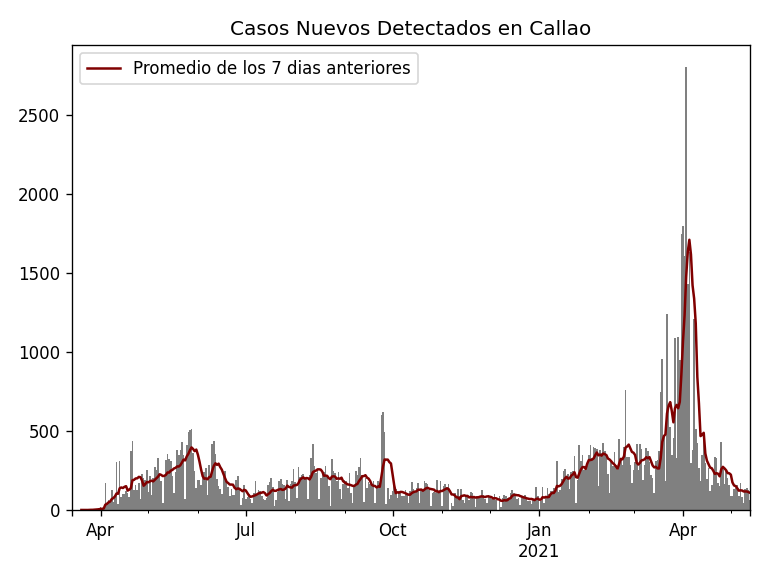 Casos Nuevos Detectados en Callao
Promedio de los 7 dias anteriores
2500
2000
1500
1000
500
0
Apr Jul Oct Jan Apr
2021